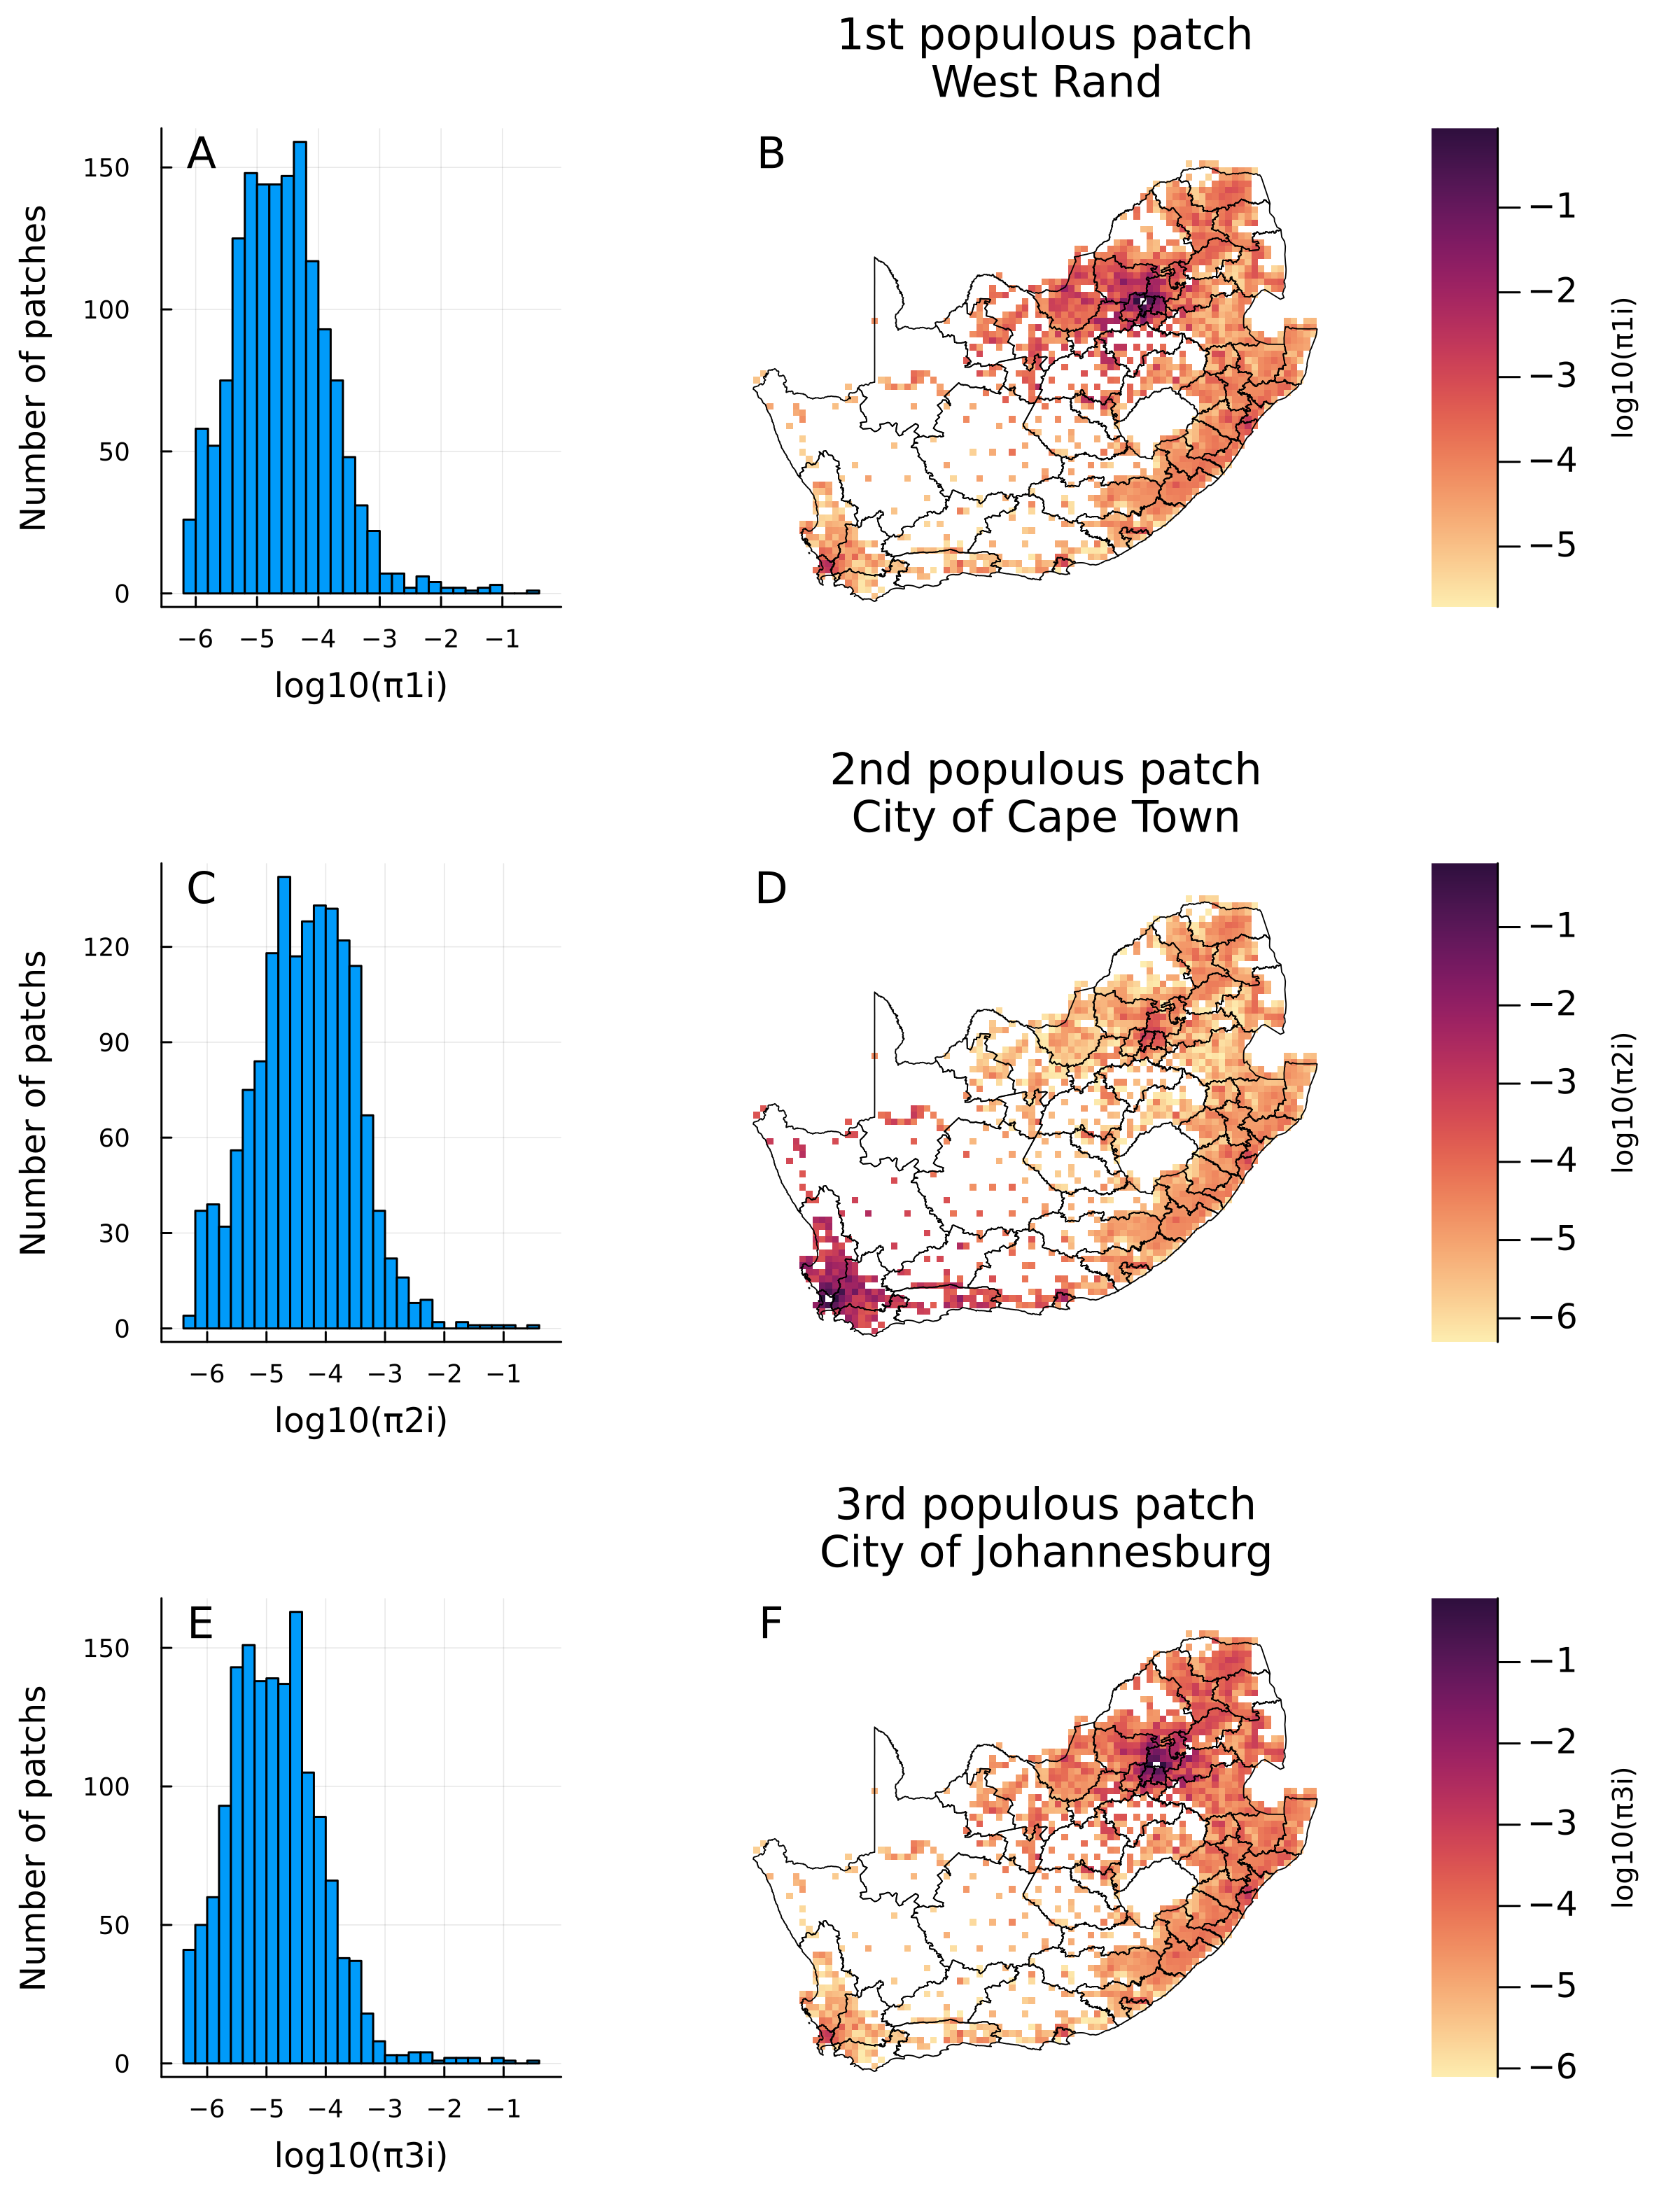 1st populous patch
West Rand
A
B
Number of patches
150
100
50
0
−6 −5 −4 −3 −2 −1
log10(π1i)
−1
−2
−3
−4
−5
log10(π1i)
2nd populous patch
City of Cape Town
C
D
Number of patchs
120
90
60
30
0
−6 −5 −4 −3 −2 −1
log10(π2i)
−1
−2
−3
−4
−5
−6
log10(π2i)
3rd populous patch
City of Johannesburg
E
F
Number of patchs
150
100
50
0
−6 −5 −4 −3 −2 −1
log10(π3i)
−1
−2
−3
−4
−5
−6
log10(π3i)